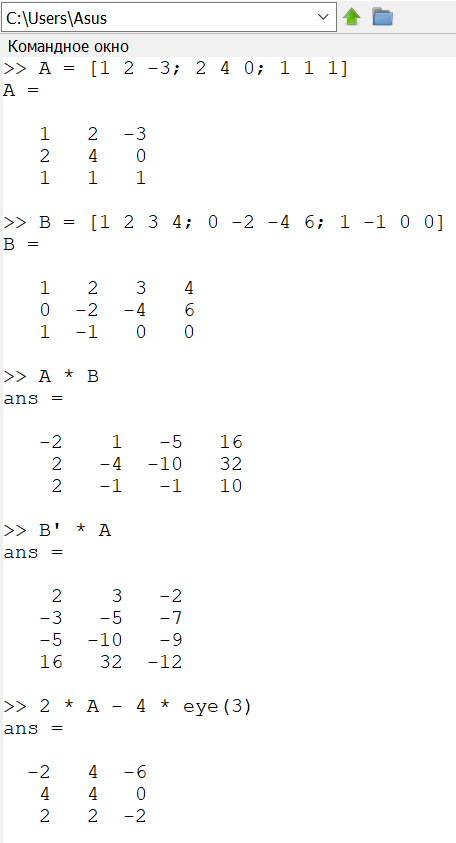 C:\Users\Asus
Командное окно
>> A = [1 2 -3; 2 4 0; 1 1 1]
A =
1 2 -3
2 4 0
1 1 1
>> B = [1 2 3 4; 0 -2 -4 6; 1 -1 0 0]
B =
1 2 3 4
0 -2 -4 6
1 -1 0 0
>> A * B
ans =
-2 1 -5 16
2 -4 -10 32
2 -1 -1 10
>> B' * A
ans =
2 3 -2
-3 -5 -7
-5 -10 -9
16 32 -12
>> 2 * A - 4 * eye(3)
ans =
-2 4 -6
4 4 0
2 2 -2